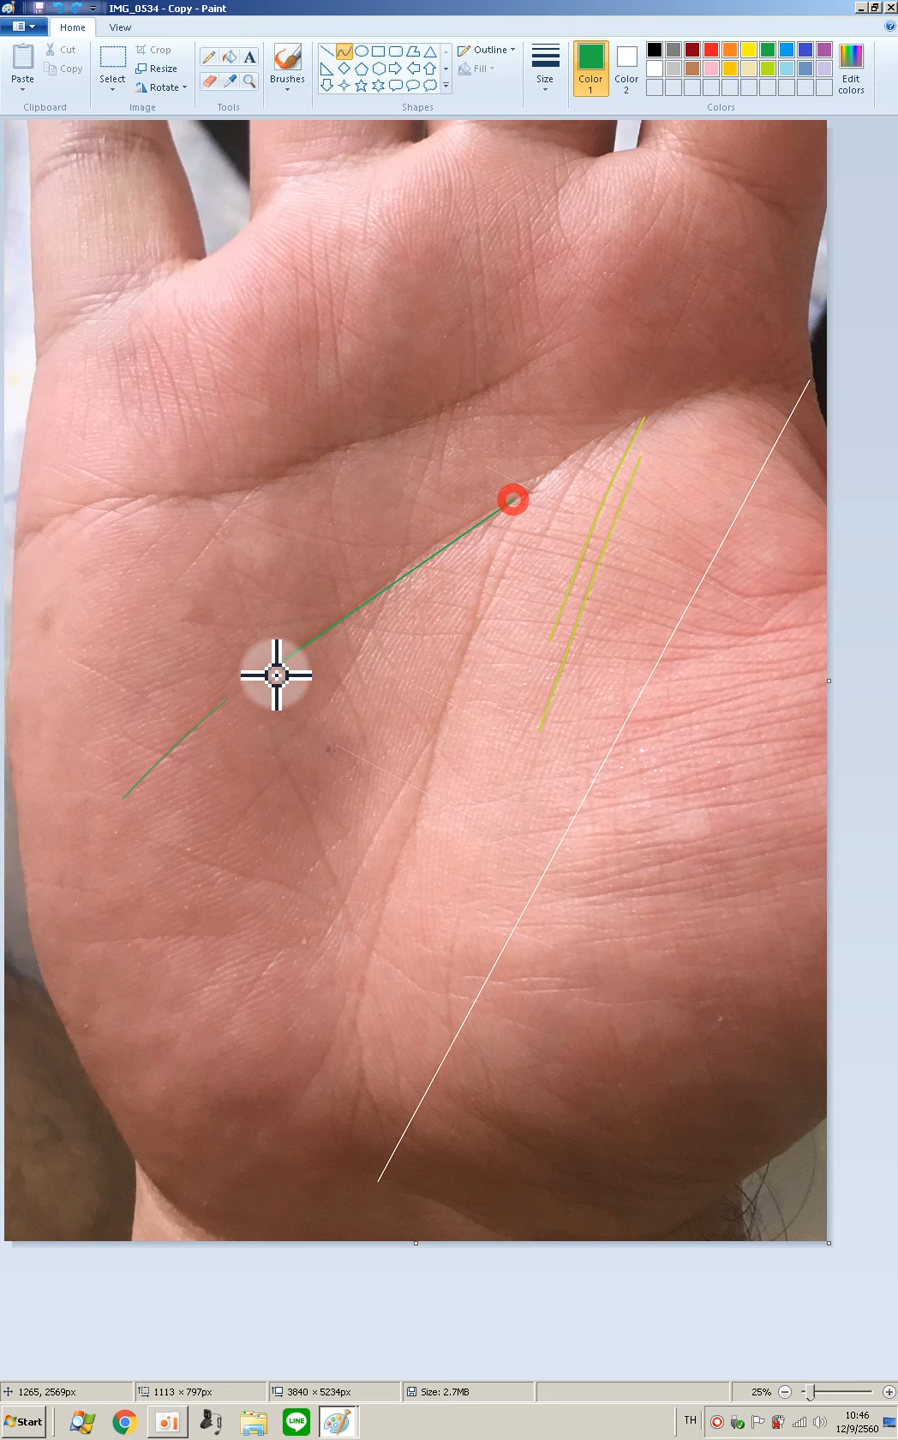 IMG_0534 - Copy - Paint
Home View
Paste
Cut
Copy
Clipboard
Select
Crop
Resize
Rotate
Image
A
Tools
Brushes
Outline
Fill
Shapes
Size
Color 1
Color 2
Edit colors
Colors
1265, 2569px
1113 × 797px
3840 × 5234px
Size: 2.7MB
25%
Start
LINE
TH
10:46
12/9/2560